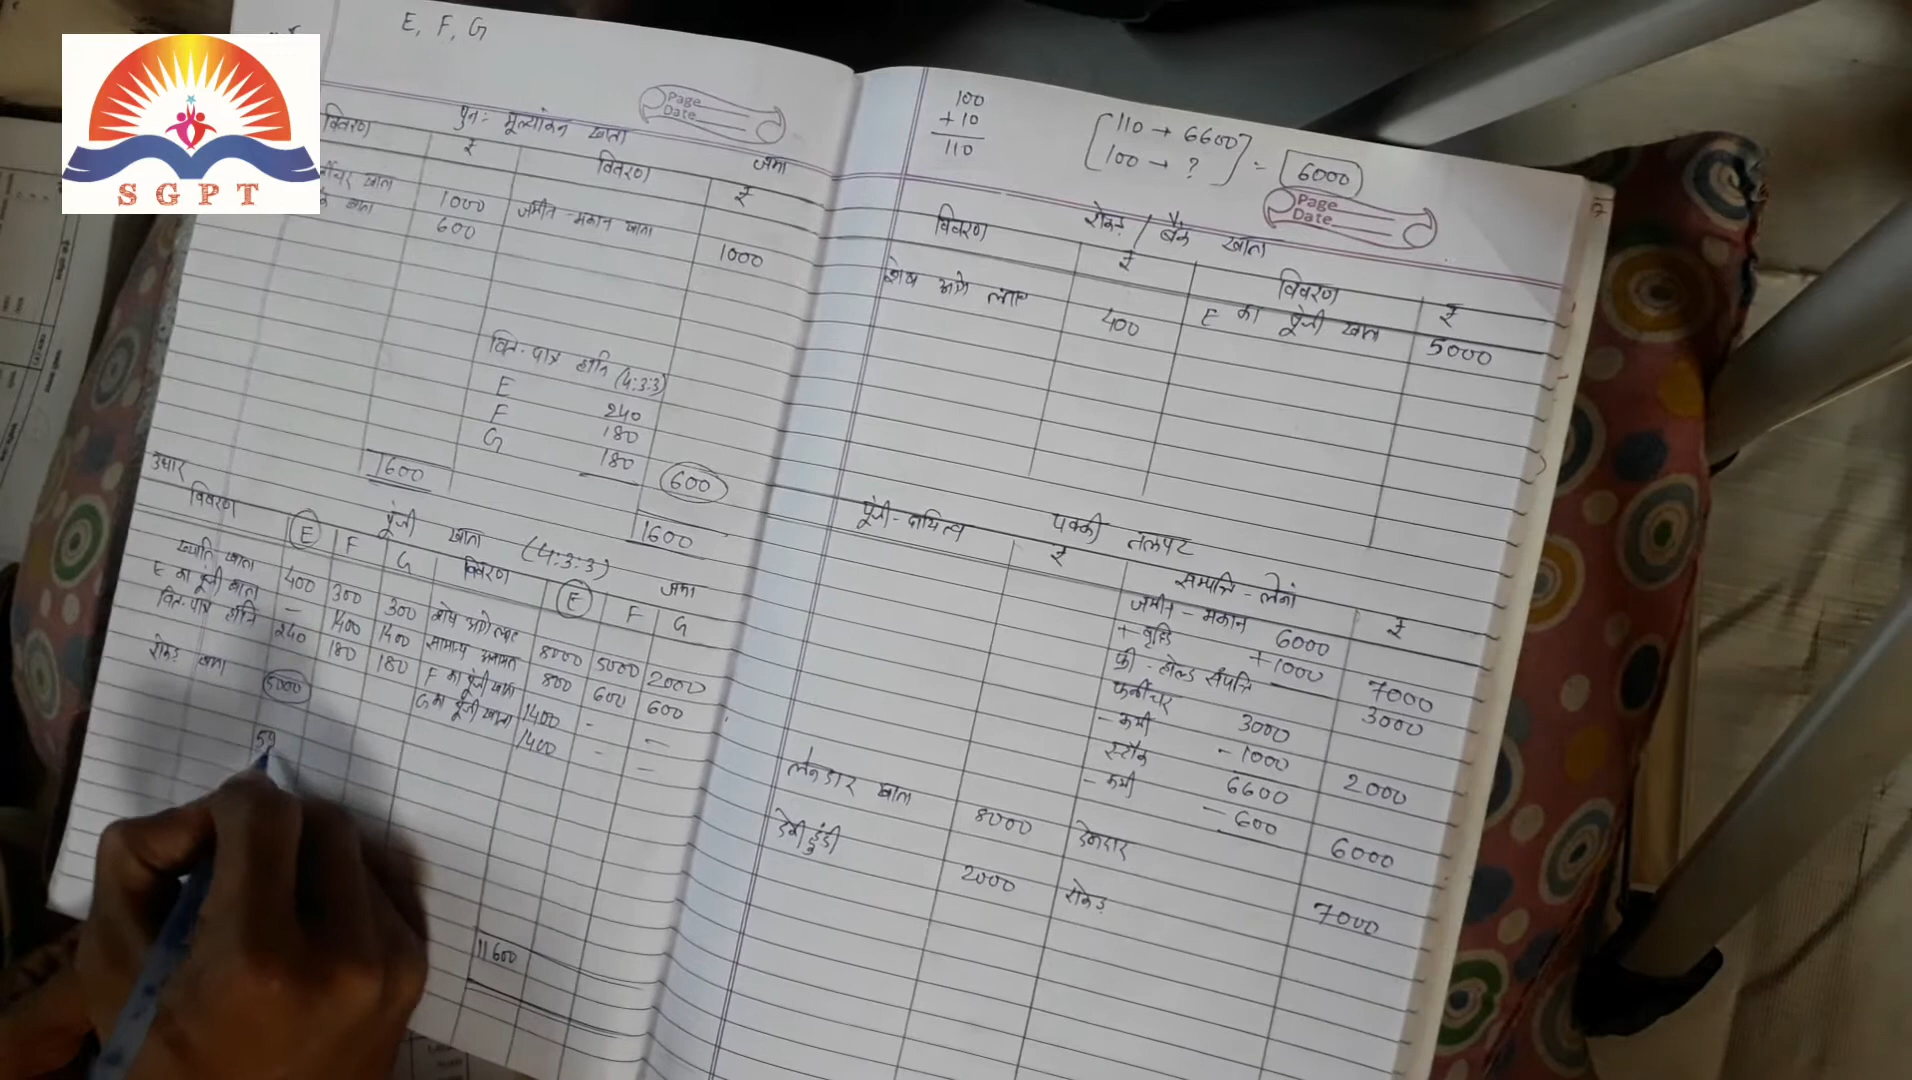 SGPT
E, F, G
Page
Date
पुनः मूल्यांकन खाता
जमा
विवरण ₹ विवरण ₹
खाता 1000 जमीन-मकान खाता 1000
600
वित.पात्र हानि (4:3:3)
E 240
F 180
G 180
600
1600
1600
उधार
पूंजी खाता (4:3:3)
जमा
विवरण E F G विवरण E F G
ख्याति खाता 400 300 300 शेष आगे लाए 8000 5000 2000
E का पूंजी खाता - 1400 1400 सामान्य 800 600 600
वित.पात्र हानि 240 180 180 F का पूंजी खाता 1400 - -
रोकड़ खाता 5000 G का पूंजी खाता 1400 - -
11600
100
+10
110
110 → 6600
100 → ? = 6000
Page
Date
रोकड़ / बैंक खाता
विवरण ₹ विवरण ₹
शेष आगे लाए 400 E का पूंजी खाता 5000
पक्की तलपट
पूंजी-दायित्व ₹ सम्पत्ति-लेनां ₹
जमीन-मकान 6000
+ वृद्धि +1000 7000
फ्री-होल्ड संपत्ति 3000
फर्नीचर 3000
- कमी -1000 2000
स्टॉक 6600
- कमी -600 6000
लेनदार खाता 8000 देनदार 7000
देनी हुंडी 2000 रोकड़